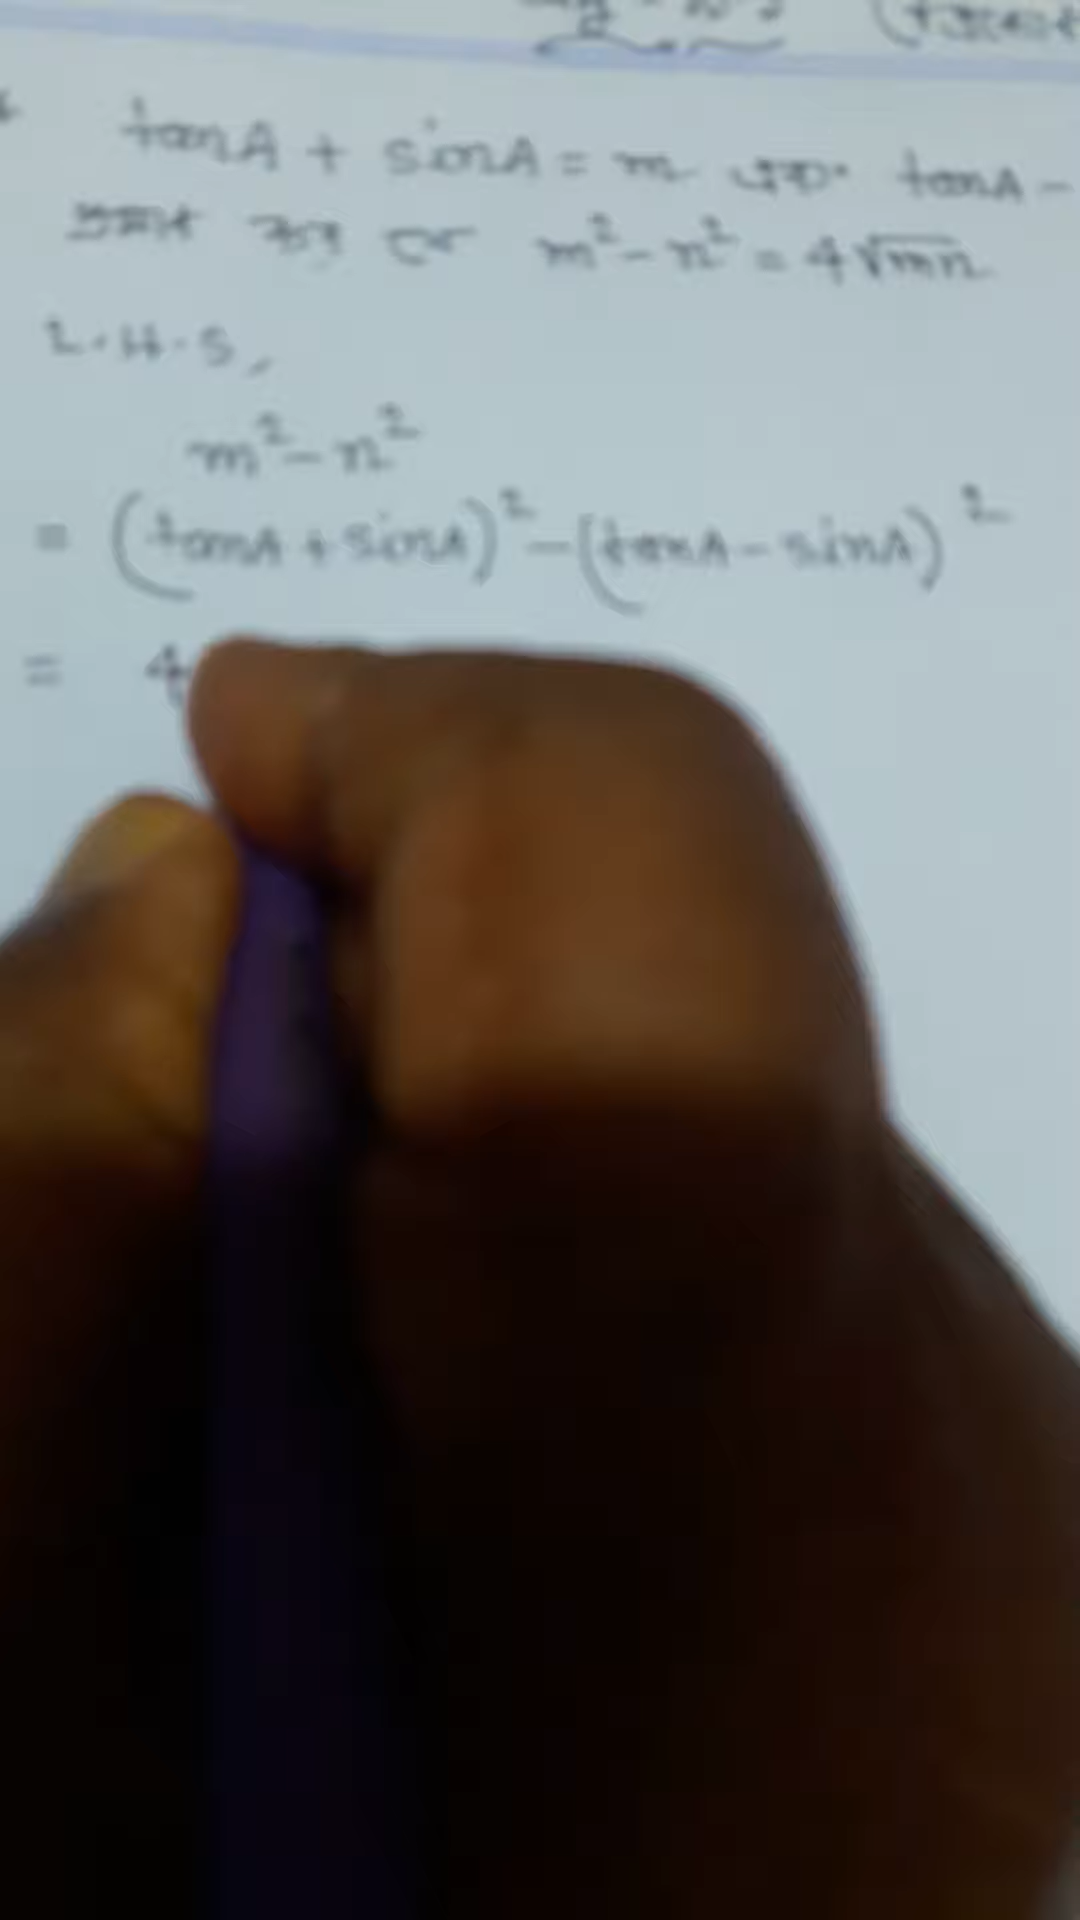 tanA + sinA = m এবং tanA -
প্রমাণ কর যে m² - n² = 4√mn
L.H.S,
m² - n²
= (tanA + sinA)² - (tanA - sinA)²
= 4